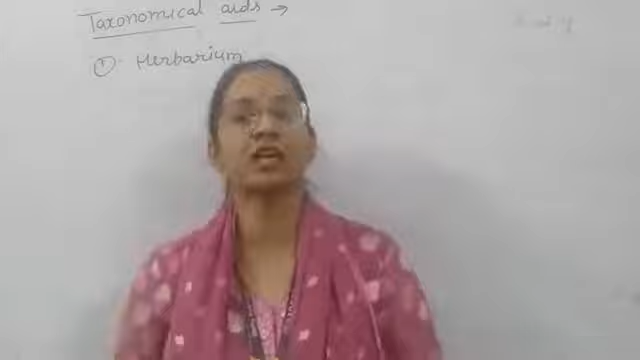 Taxonomical aids →
① Herbarium